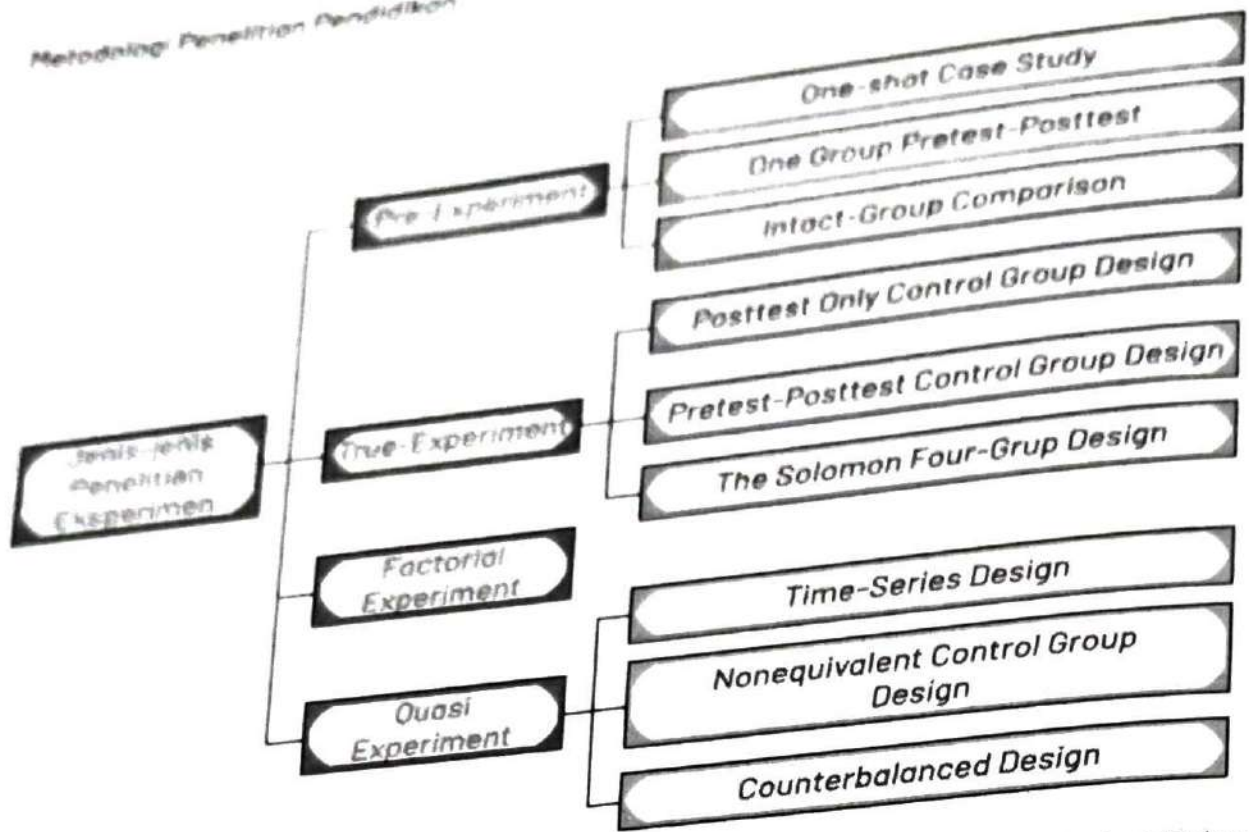 Metodologi Penelitian Pendidikan
One-shot Case Study
One Group Pretest-Posttest
Intact-Group Comparison
Pre-Experiment
Posttest Only Control Group Design
Pretest-Posttest Control Group Design
The Solomon Four-Grup Design
True-Experiment
Jenis-jenis
Penelitian
Eksperimen
Factorial
Experiment
Time-Series Design
Nonequivalent Control Group
Design
Counterbalanced Design
Quasi
Experiment